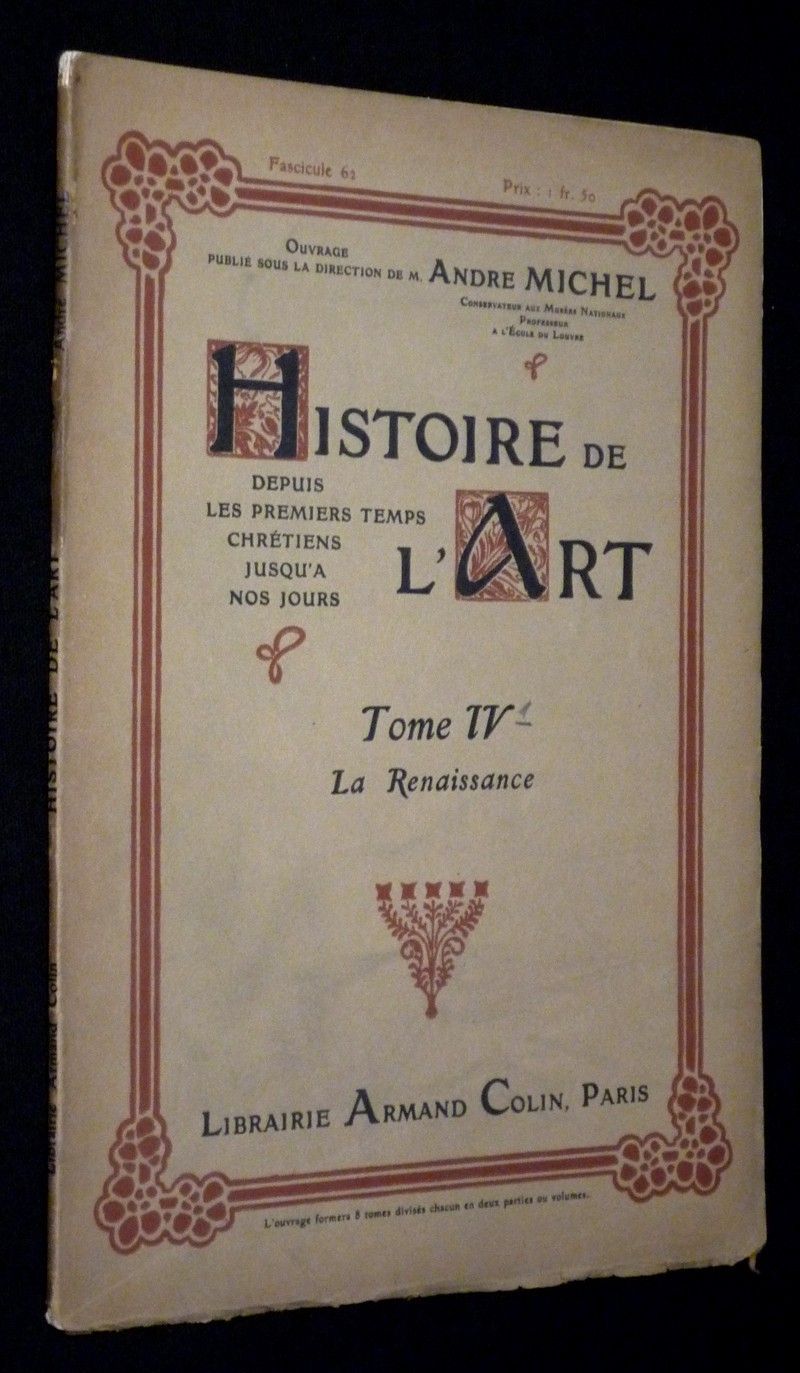 Fascicule 62
Prix : 1 fr. 50
OUVRAGE
PUBLIÉ SOUS LA DIRECTION DE M. ANDRE MICHEL
CONSERVATEUR AUX MUSÉES NATIONAUX
PROFESSEUR
A L'ÉCOLE DU LOUVRE
HISTOIRE DE
L'ART
DEPUIS
LES PREMIERS TEMPS
CHRÉTIENS
JUSQU'A
NOS JOURS
Tome IV 1
La Renaissance
LIBRAIRIE ARMAND COLIN, PARIS
L'ouvrage formera 8 tomes divisés chacun en deux parties ou volumes.
André MICHEL
HISTOIRE DE L'ART
Librairie Armand Colin